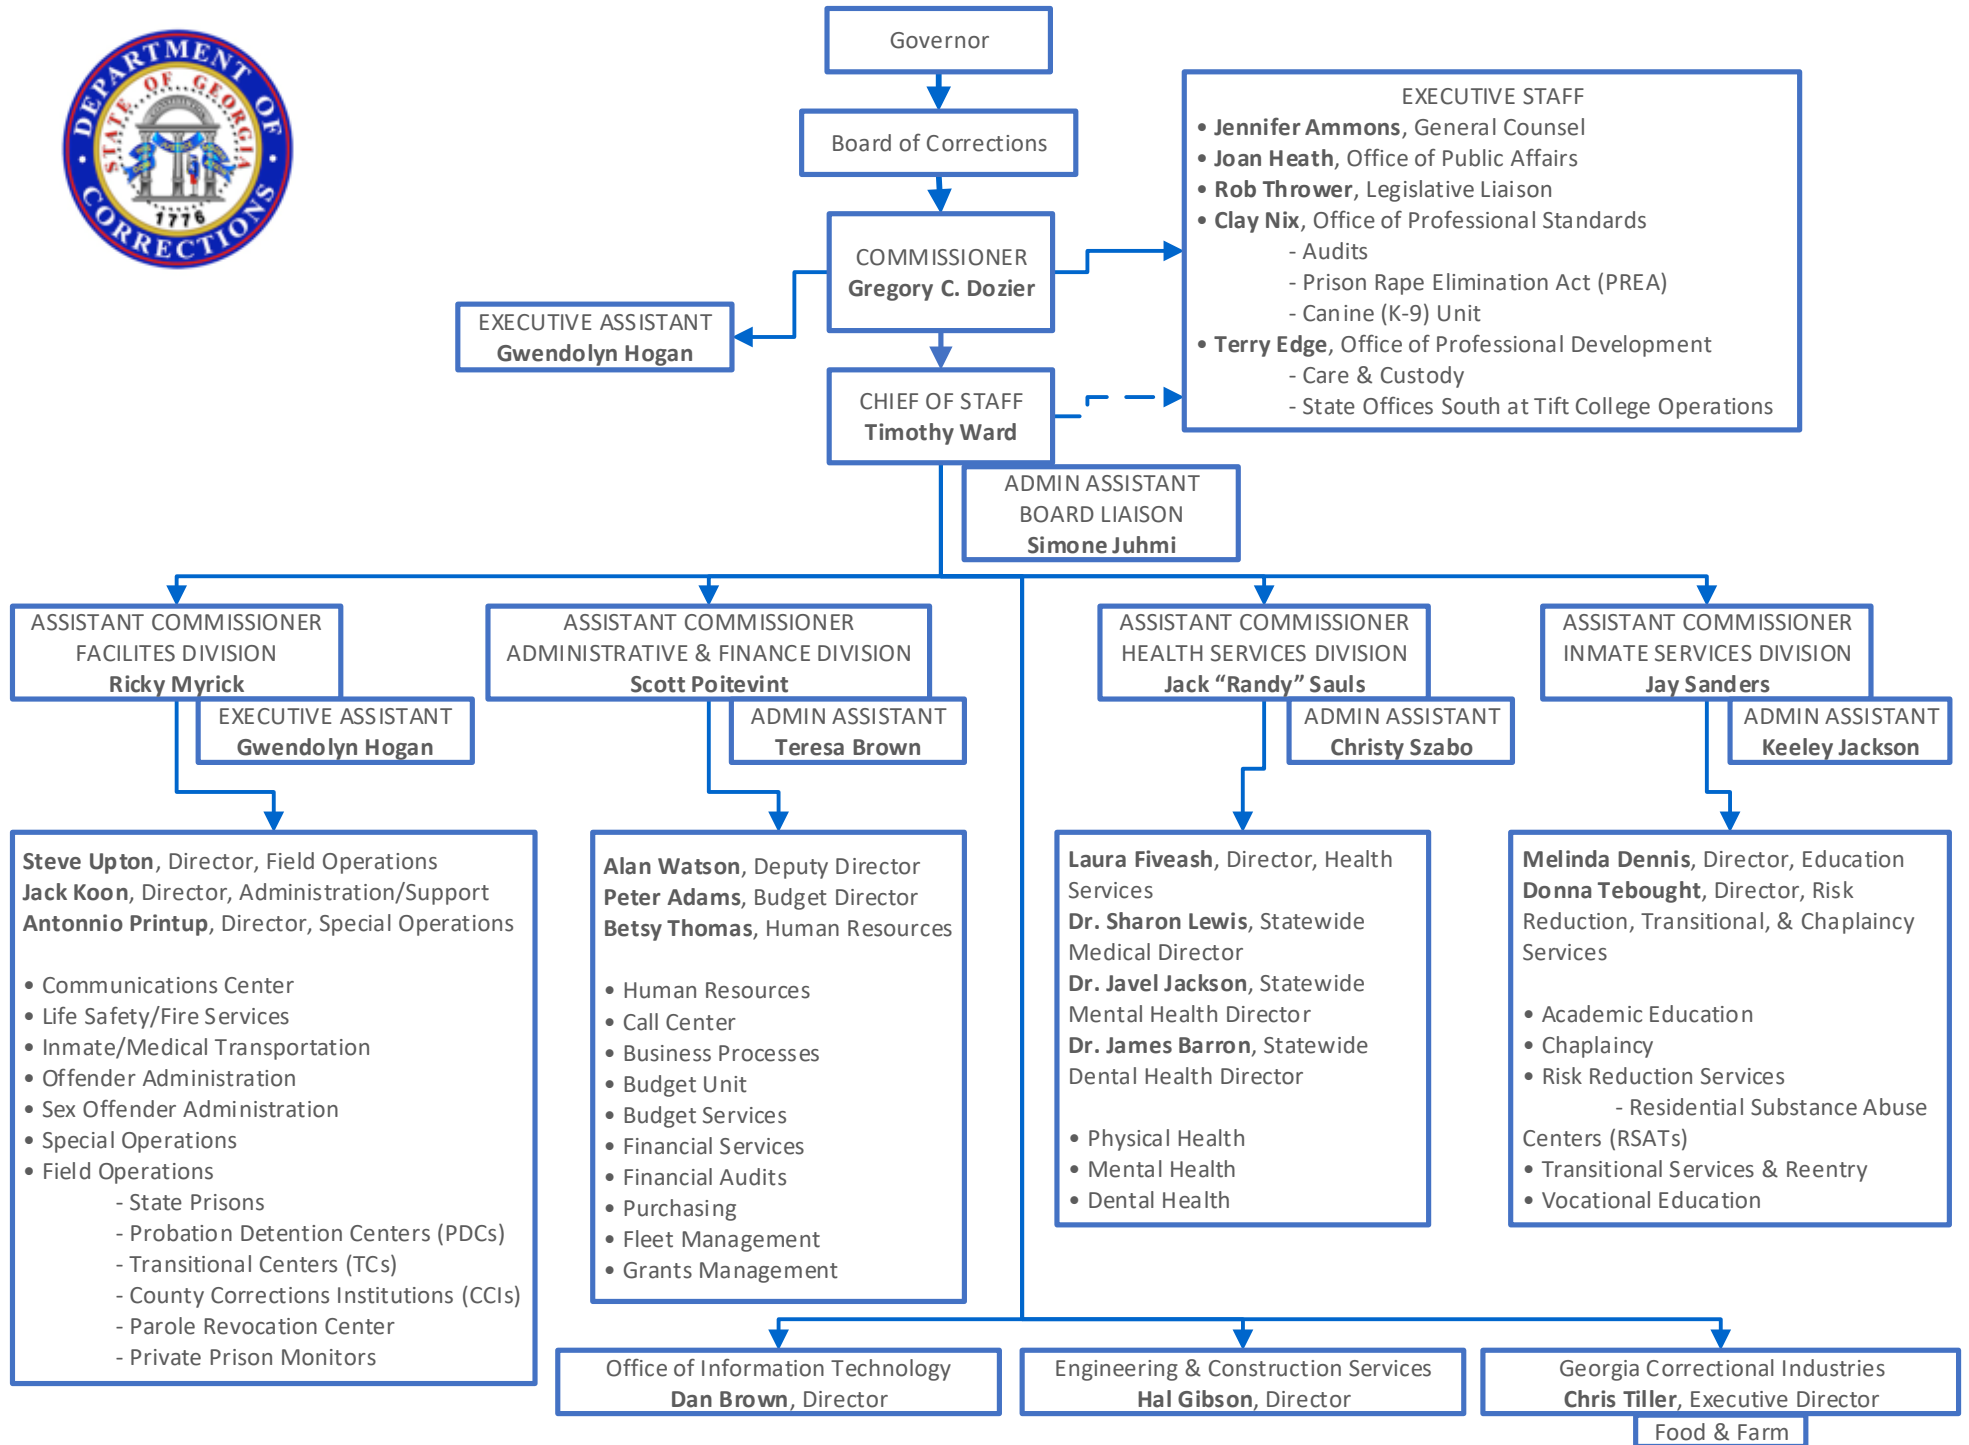 DEPARTMENT OF
CORRECTIONS
STATE OF GEORGIA
1776
Governor
Board of Corrections
COMMISSIONER
Gregory C. Dozier
EXECUTIVE ASSISTANT
Gwendolyn Hogan
CHIEF OF STAFF
Timothy Ward
EXECUTIVE STAFF
• Jennifer Ammons, General Counsel
• Joan Heath, Office of Public Affairs
• Rob Thrower, Legislative Liaison
• Clay Nix, Office of Professional Standards
- Audits
- Prison Rape Elimination Act (PREA)
- Canine (K-9) Unit
• Terry Edge, Office of Professional Development
- Care & Custody
- State Offices South at Tift College Operations
ADMIN ASSISTANT
BOARD LIAISON
Simone Juhmi
ASSISTANT COMMISSIONER
FACILITES DIVISION
Ricky Myrick
EXECUTIVE ASSISTANT
Gwendolyn Hogan
ASSISTANT COMMISSIONER
ADMINISTRATIVE & FINANCE DIVISION
Scott Poitevint
ADMIN ASSISTANT
Teresa Brown
ASSISTANT COMMISSIONER
HEALTH SERVICES DIVISION
Jack “Randy” Sauls
ADMIN ASSISTANT
Christy Szabo
ASSISTANT COMMISSIONER
INMATE SERVICES DIVISION
Jay Sanders
ADMIN ASSISTANT
Keeley Jackson
Steve Upton, Director, Field Operations
Jack Koon, Director, Administration/Support
Antonnio Printup, Director, Special Operations
• Communications Center
• Life Safety/Fire Services
• Inmate/Medical Transportation
• Offender Administration
• Sex Offender Administration
• Special Operations
• Field Operations
- State Prisons
- Probation Detention Centers (PDCs)
- Transitional Centers (TCs)
- County Corrections Institutions (CCIs)
- Parole Revocation Center
- Private Prison Monitors
Alan Watson, Deputy Director
Peter Adams, Budget Director
Betsy Thomas, Human Resources
• Human Resources
• Call Center
• Business Processes
• Budget Unit
• Budget Services
• Financial Services
• Financial Audits
• Purchasing
• Fleet Management
• Grants Management
Laura Fiveash, Director, Health
Services
Dr. Sharon Lewis, Statewide
Medical Director
Dr. Javel Jackson, Statewide
Mental Health Director
Dr. James Barron, Statewide
Dental Health Director
• Physical Health
• Mental Health
• Dental Health
Melinda Dennis, Director, Education
Donna Tebought, Director, Risk
Reduction, Transitional, & Chaplaincy
Services
• Academic Education
• Chaplaincy
• Risk Reduction Services
- Residential Substance Abuse
Centers (RSATs)
• Transitional Services & Reentry
• Vocational Education
Office of Information Technology
Dan Brown, Director
Engineering & Construction Services
Hal Gibson, Director
Georgia Correctional Industries
Chris Tiller, Executive Director
Food & Farm